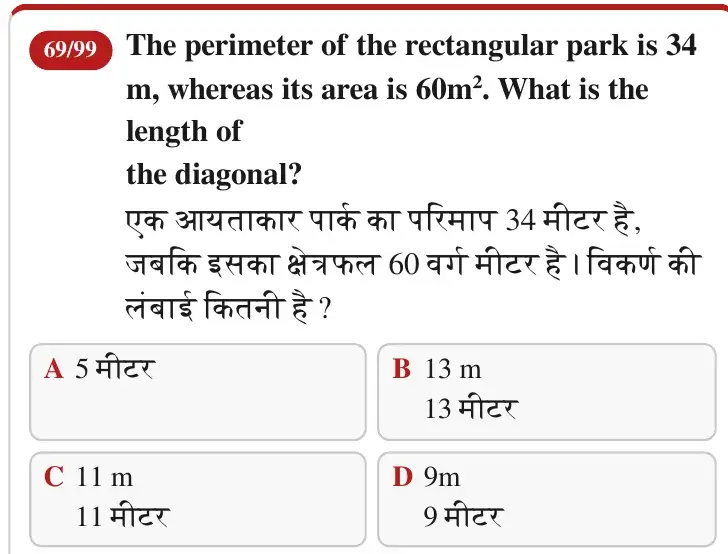 69/99 The perimeter of the rectangular park is 34
m, whereas its area is 60m². What is the
length of
the diagonal?
एक आयताकार पार्क का परिमाप 34 मीटर है,
जबकि इसका क्षेत्रफल 60 वर्ग मीटर है। विकर्ण की
लंबाई कितनी है ?
A 5 मीटर
B 13 m
13 मीटर
C 11 m
11 मीटर
D 9m
9 मीटर